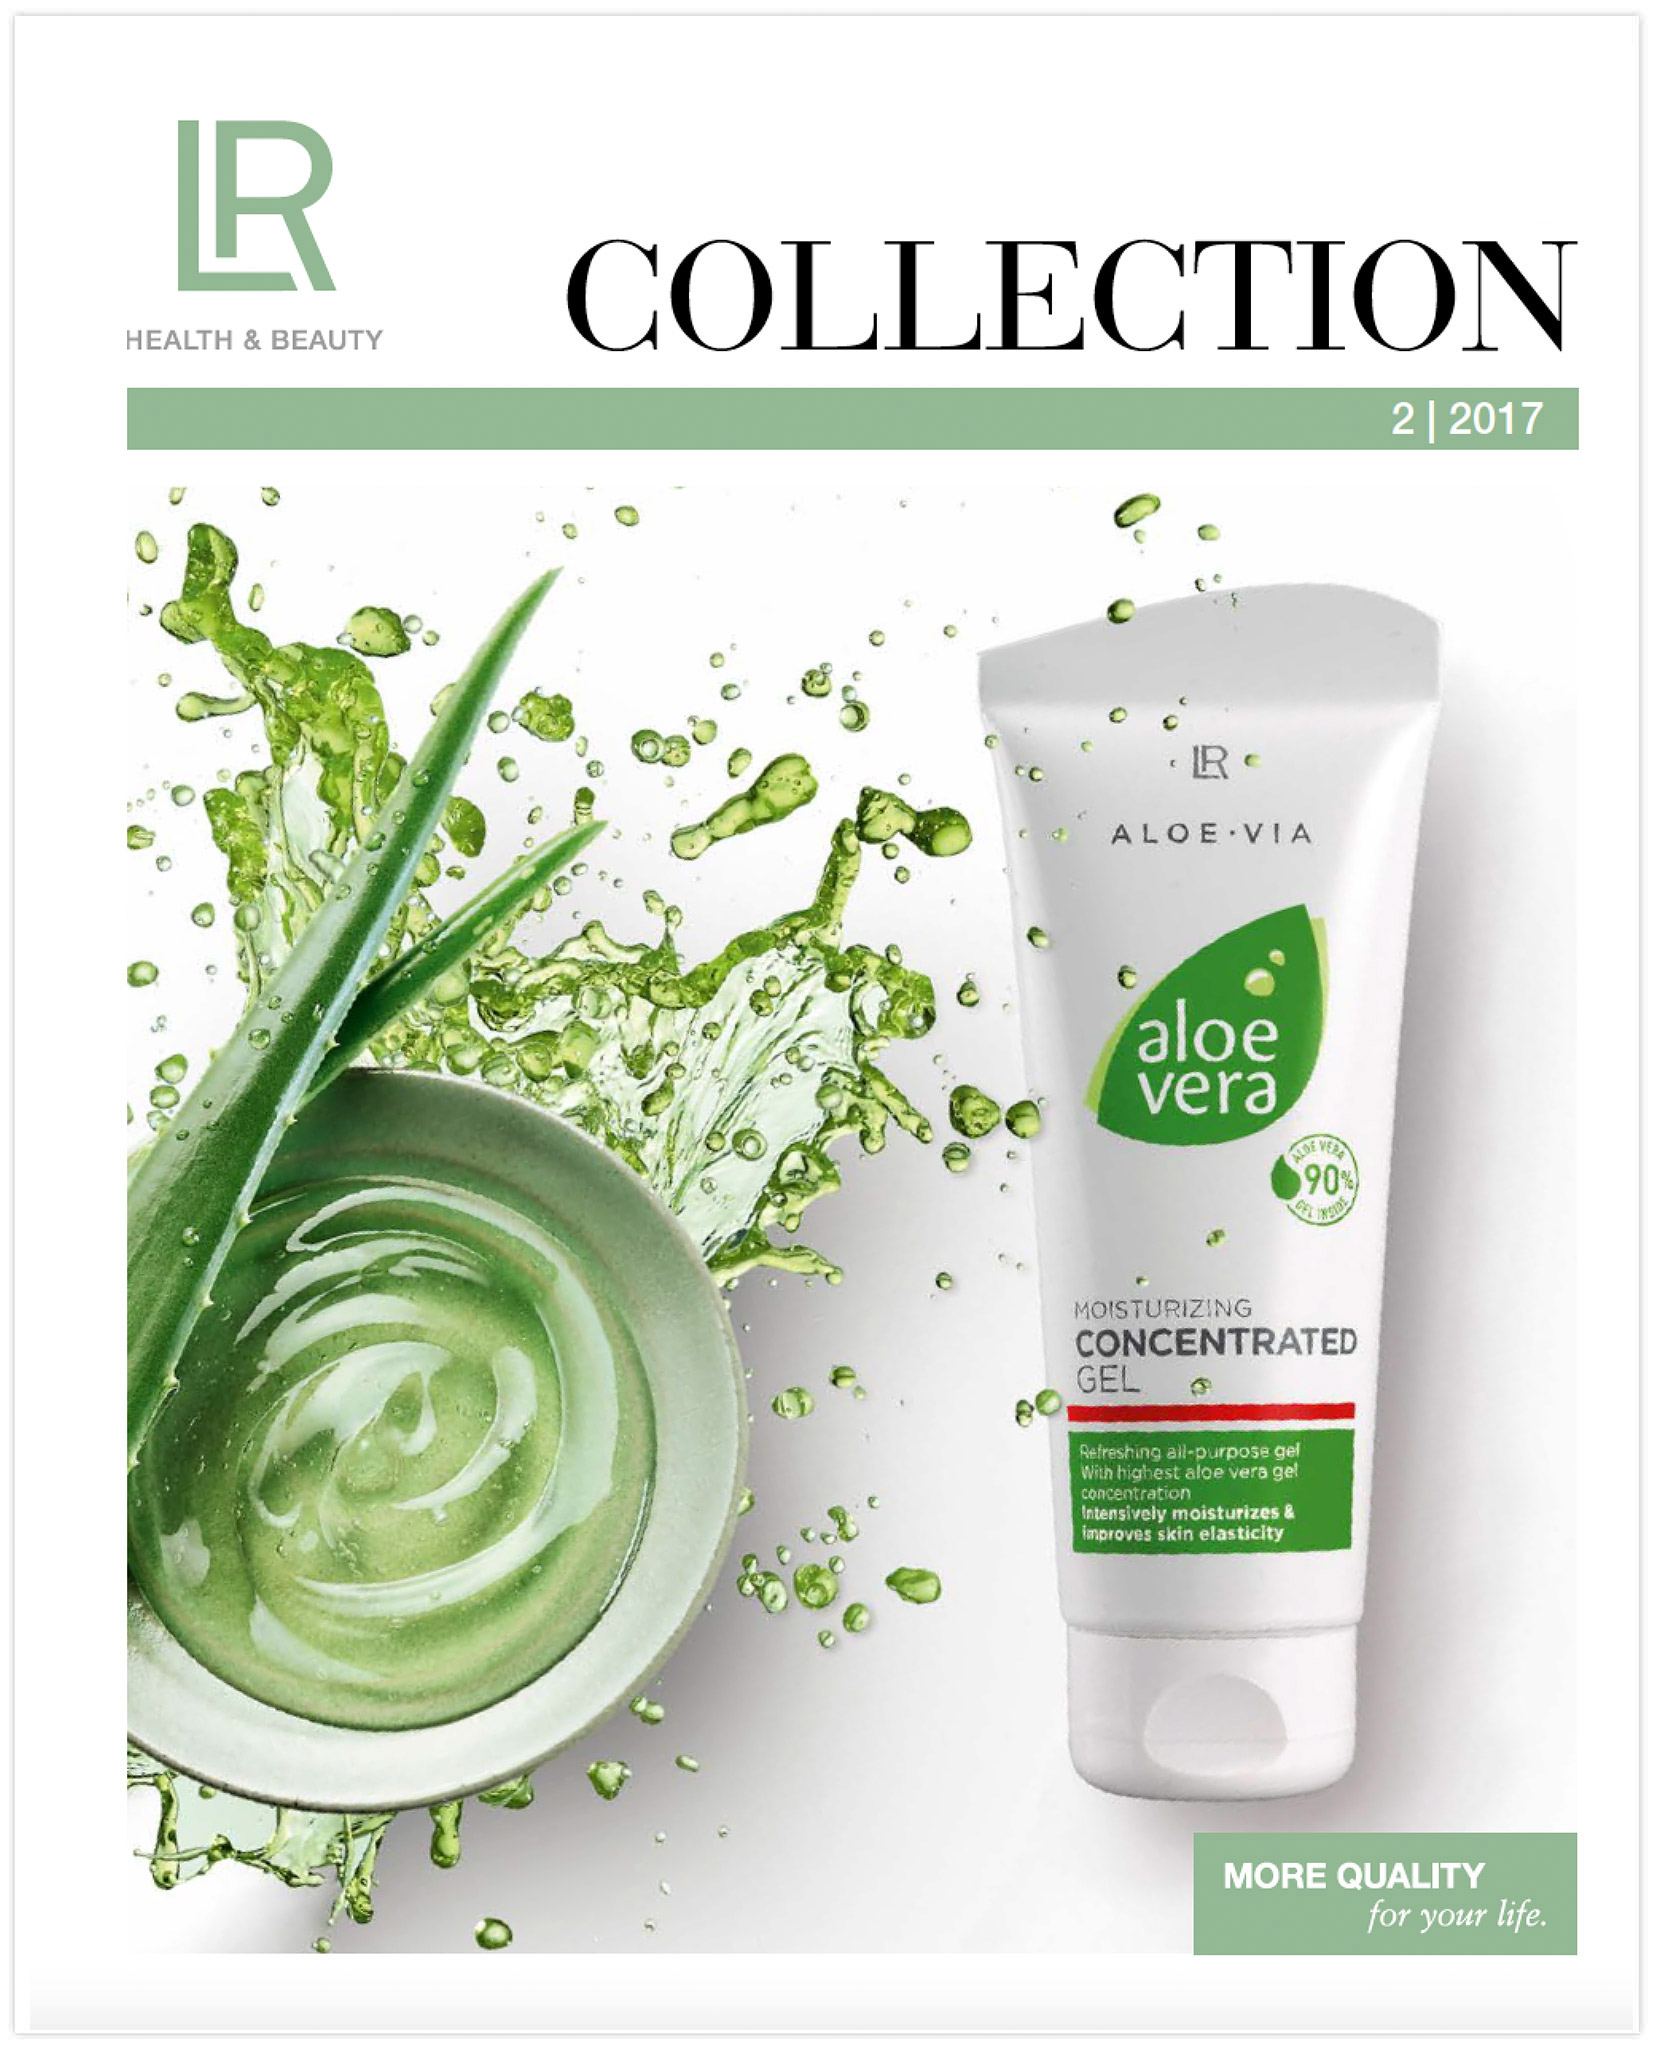 LR
HEALTH & BEAUTY
COLLECTION
2 | 2017
LR
ALOE·VIA
aloe
vera
ALOE VERA
90%
GEL INSIDE
MOISTURIZING
CONCENTRATED
GEL
Refreshing all-purpose gel
With highest aloe vera gel
concentration
Intensively moisturizes &
improves skin elasticity
MORE QUALITY
for your life.